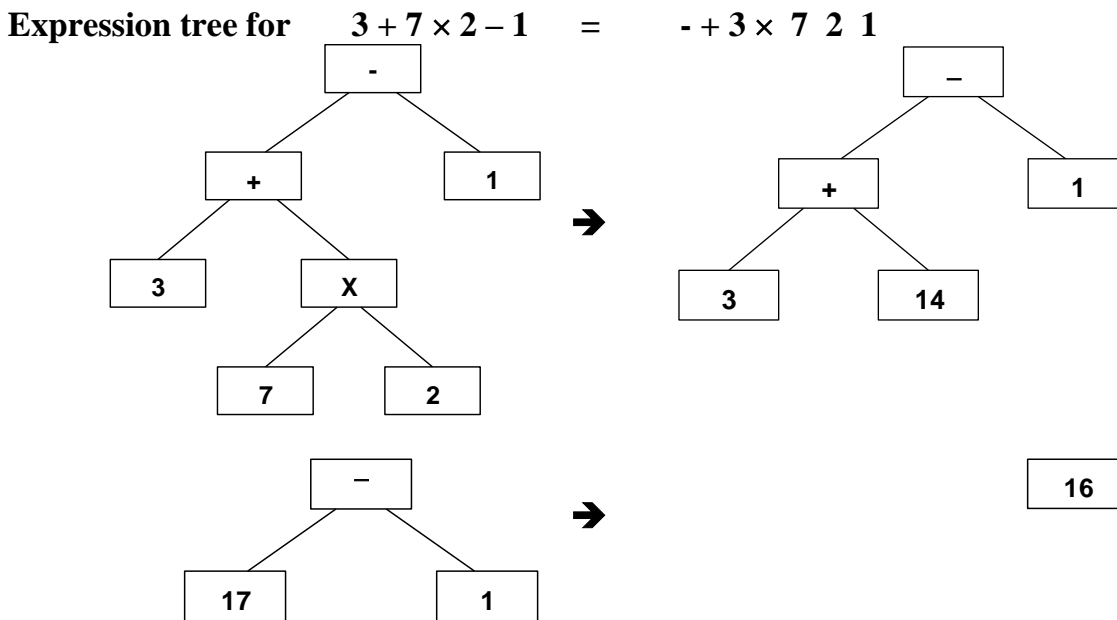 Expression tree for 3 + 7 × 2 – 1 = - + 3 × 7 2 1
- –
+ 1 + 1
➔
3 X 3 14
7 2
– 16
➔
17 1